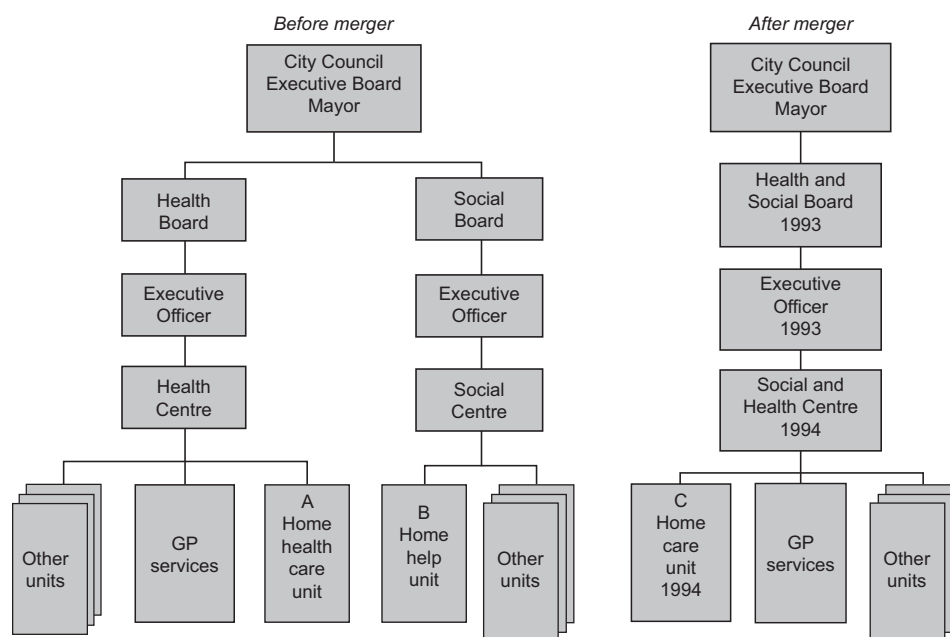 Before merger
City Council
Executive Board
Mayor
Health
Board
Social
Board
Executive
Officer
Executive
Officer
Health
Centre
Social
Centre
Other
units
GP
services
A
Home
health
care
unit
B
Home
help
unit
Other
units
After merger
City Council
Executive Board
Mayor
Health and
Social Board
1993
Executive
Officer
1993
Social and
Health Centre
1994
C
Home
care
unit
1994
GP
services
Other
units